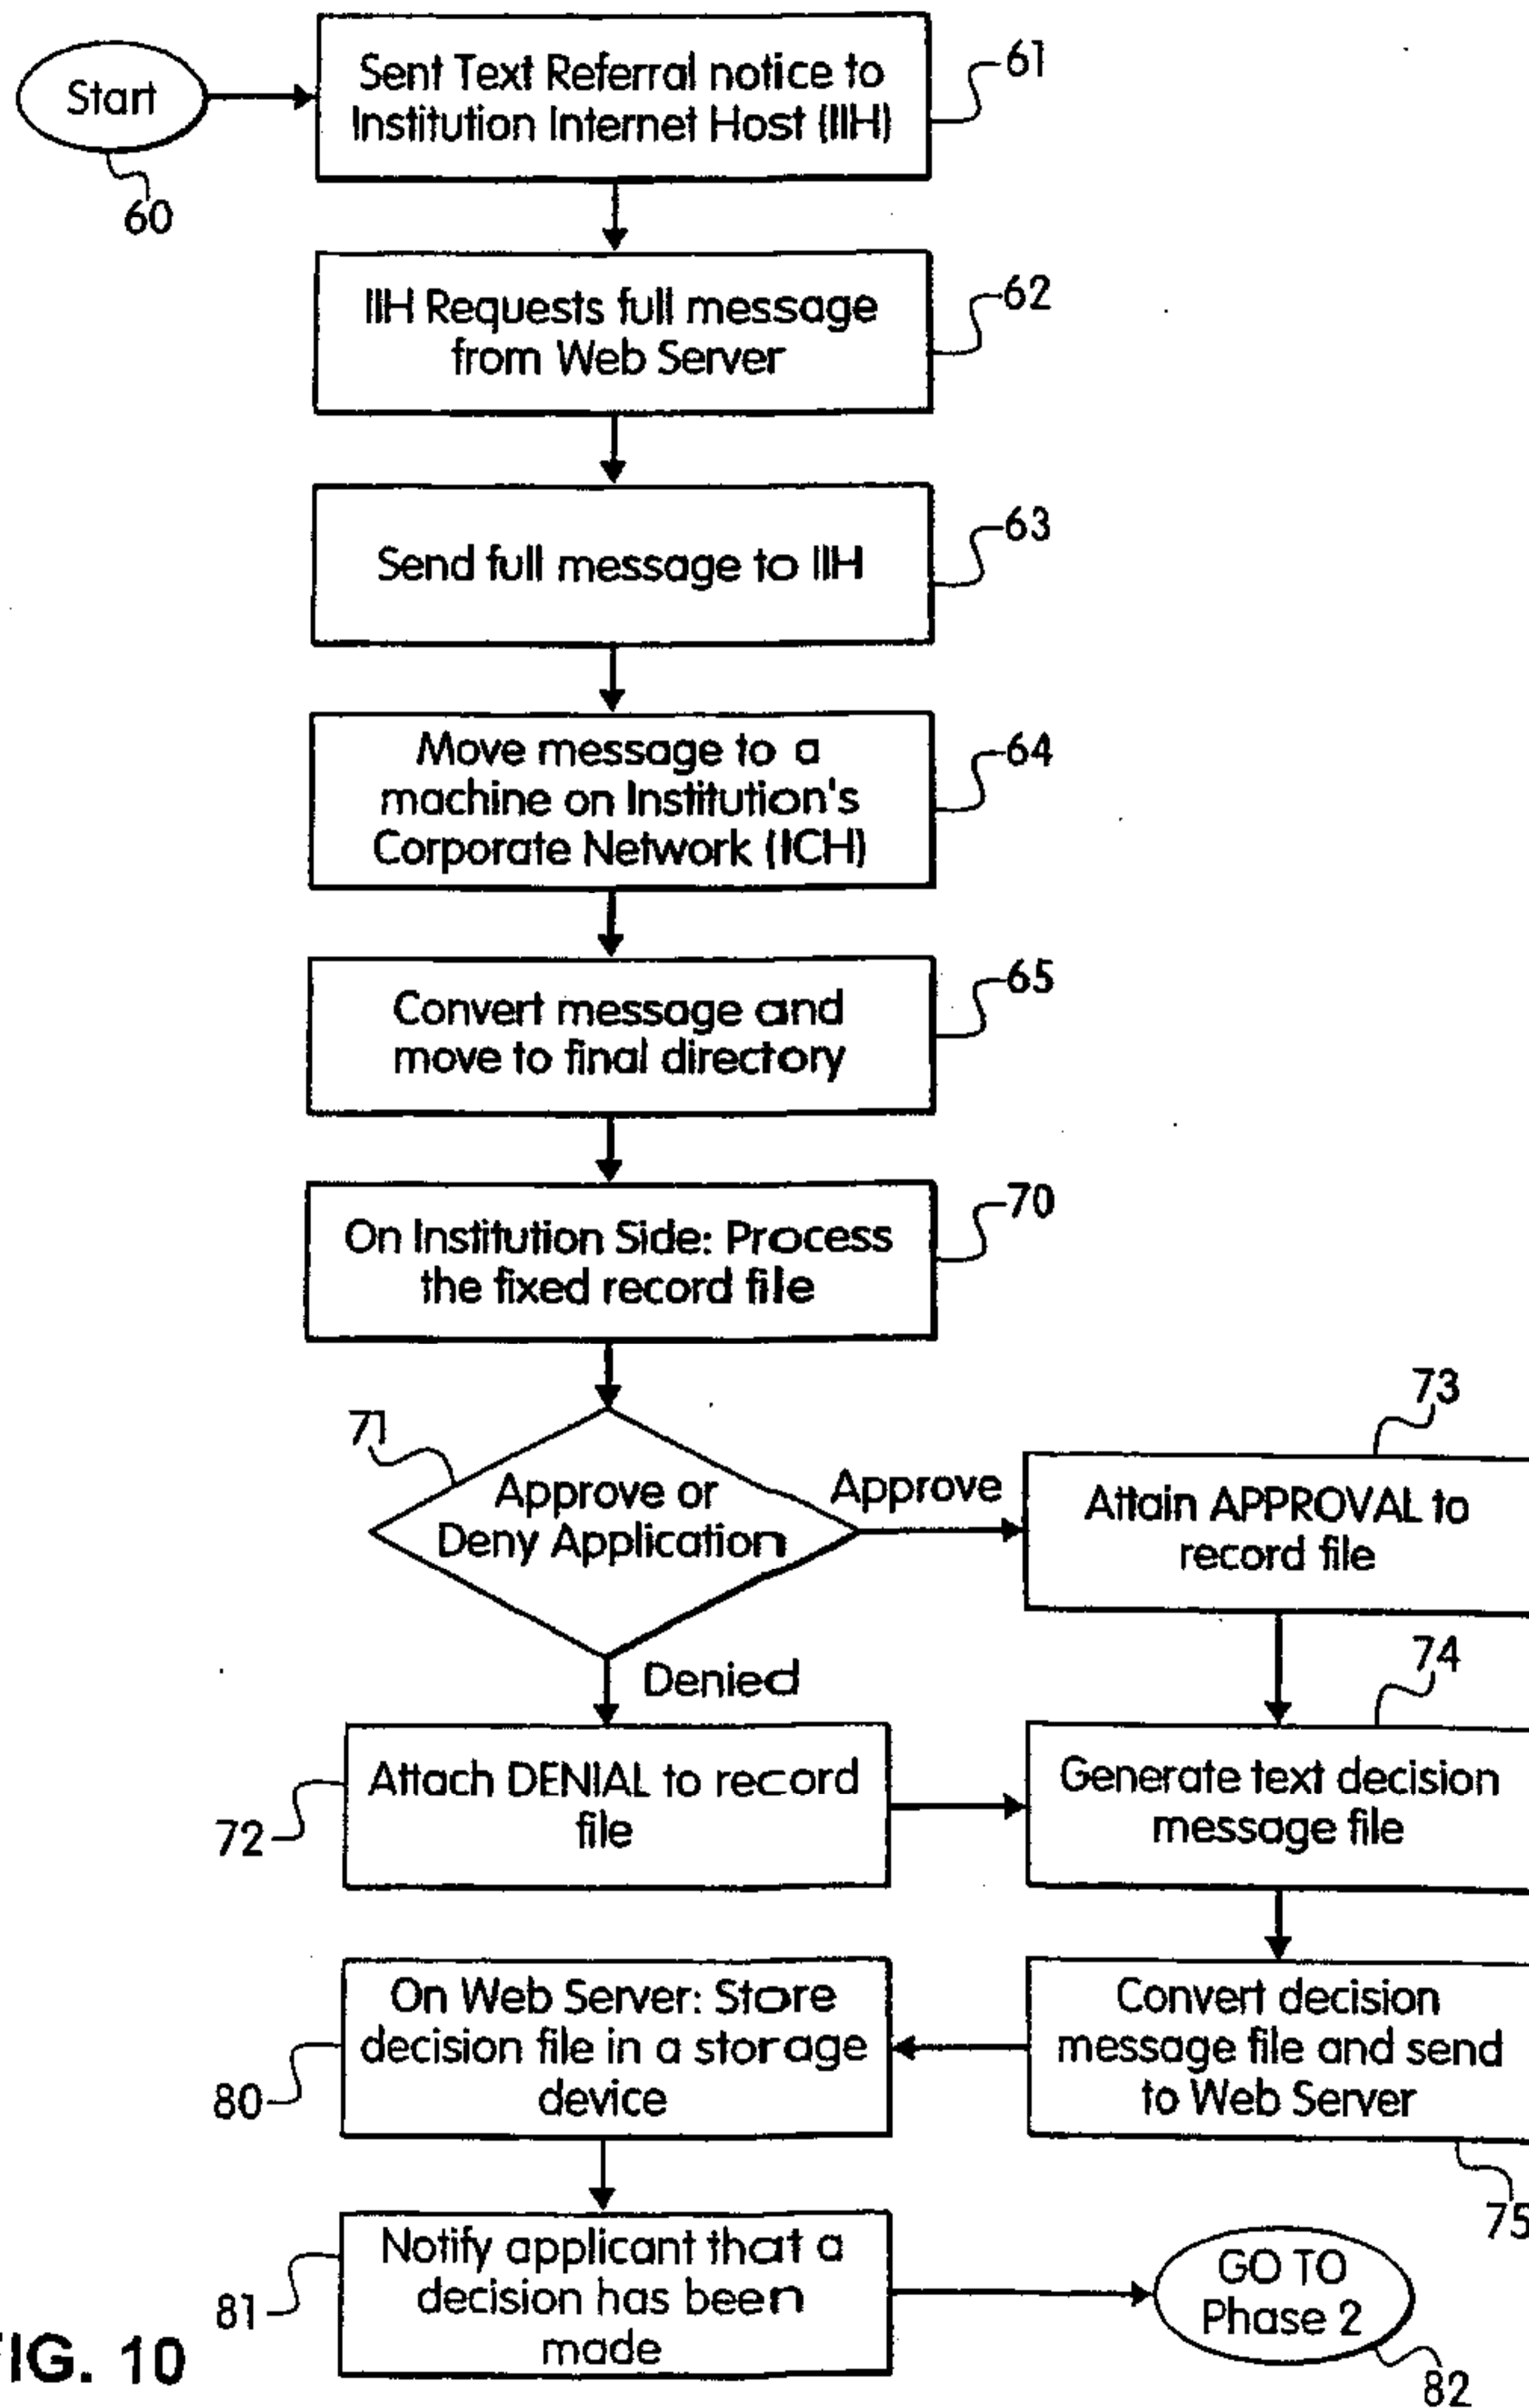 Start
60
Sent Text Referral notice to
Institution Internet Host (IIH)
61
IIH Requests full message
from Web Server
62
Send full message to IIH
63
Move message to a
machine on Institution's
Corporate Network (ICH)
64
Convert message and
move to final directory
65
On Institution Side: Process
the fixed record file
70
71
Approve or
Deny Application
Approve
73
Attain APPROVAL to
record file
Denied
72
Attach DENIAL to record
file
74
Generate text decision
message file
Convert decision
message file and send
to Web Server
75
On Web Server: Store
decision file in a storage
device
80
Notify applicant that a
decision has been
made
81
GO TO
Phase 2
82
FIG. 10